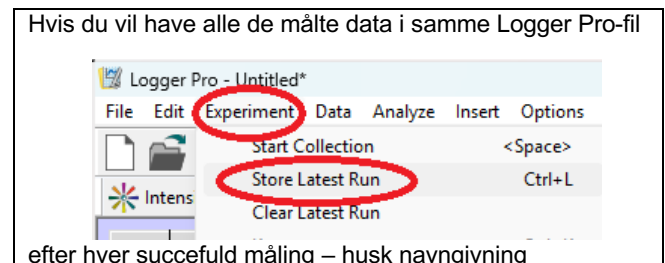 Hvis du vil have alle de målte data i samme Logger Pro-fil
Logger Pro - Untitled*
File Edit Experiment Data Analyze Insert Options
Start Collection <Space>
Store Latest Run Ctrl+L
Intens
Clear Latest Run
efter hver succefuld måling – husk navngivning